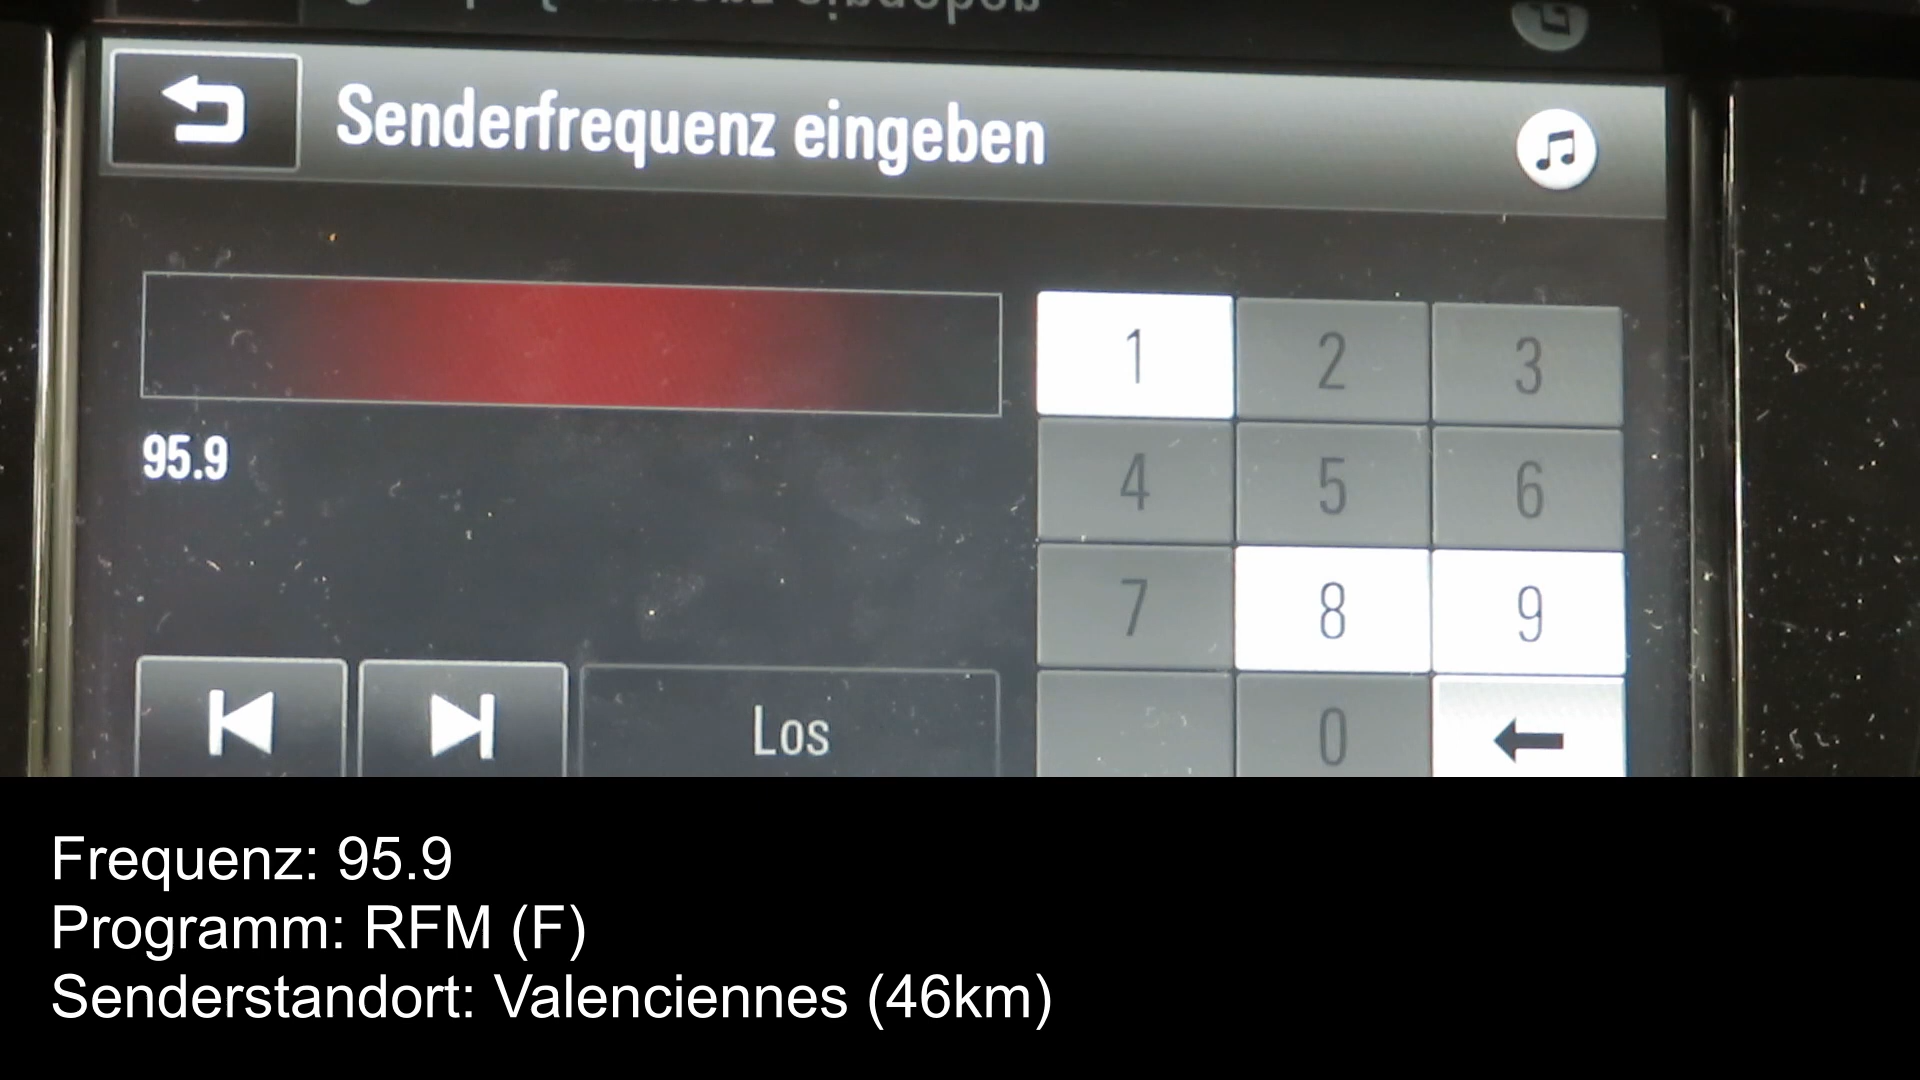 Senderfrequenz eingeben
1 2 3
95.9
4 5 6
7 8 9
Los 0
Frequenz: 95.9
Programm: RFM (F)
Senderstandort: Valenciennes (46km)